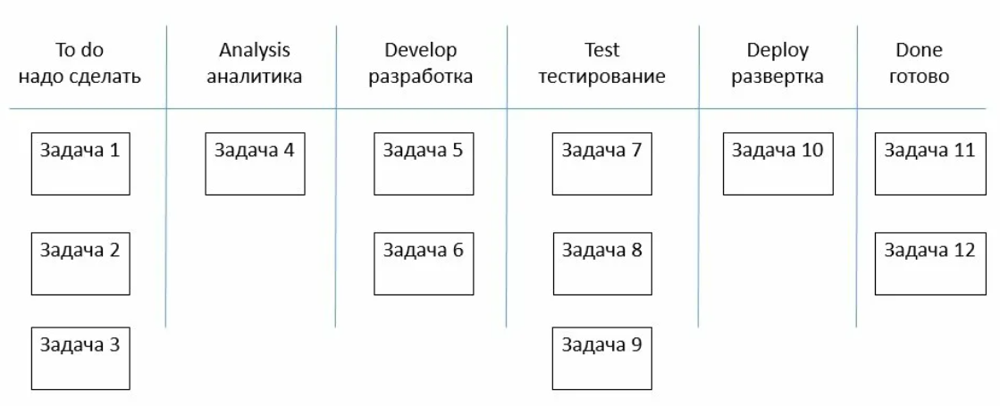 To do
надо сделать
Analysis
аналитика
Develop
разработка
Test
тестирование
Deploy
развертка
Done
готово
Задача 1
Задача 4
Задача 5
Задача 7
Задача 10
Задача 11
Задача 2
Задача 6
Задача 8
Задача 12
Задача 3
Задача 9